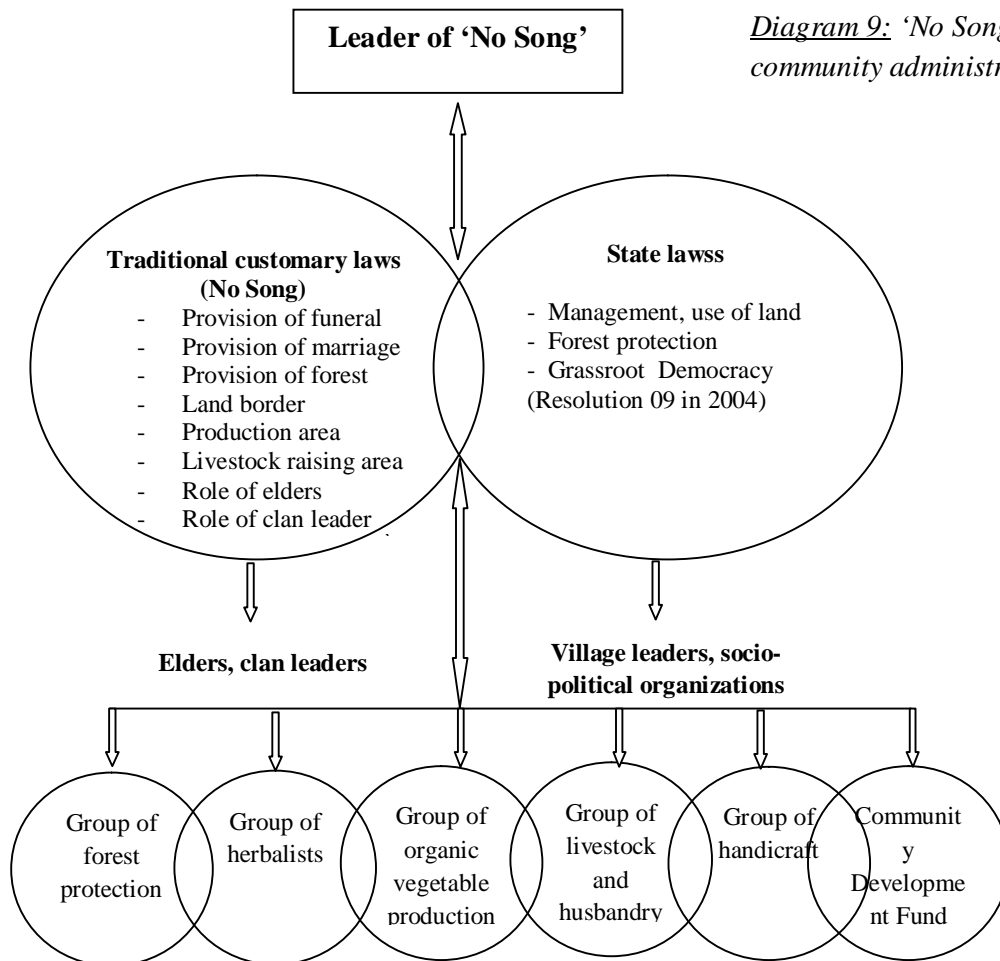 Leader of ‘No Song’
Diagram 9: ‘No Song
community administr
Traditional customary laws
(No Song)
- Provision of funeral
- Provision of marriage
- Provision of forest
- Land border
- Production area
- Livestock raising area
- Role of elders
- Role of clan leader
State lawss
- Management, use of land
- Forest protection
- Grassroot Democracy
(Resolution 09 in 2004)
Elders, clan leaders
Village leaders, socio-
political organizations
Group of
forest
protection
Group of
herbalists
Group of
organic
vegetable
production
Group of
livestock
and
husbandry
Group of
handicraft
Communit
y
Developme
nt Fund